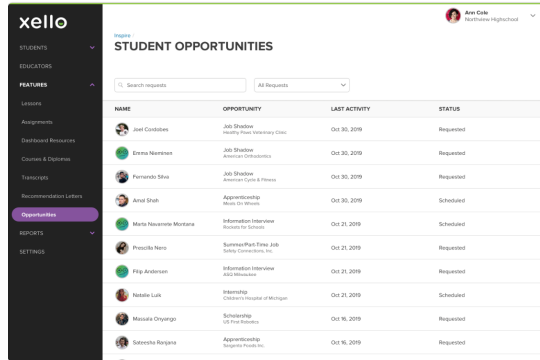 xello
Ann Cole
Northview Highschool
STUDENTS
EDUCATORS
FEATURES
Lessons
Assignments
Dashboard Resources
Courses & Diplomas
Transcripts
Recommendation Letters
Opportunities
REPORTS
SETTINGS
Inspire
STUDENT OPPORTUNITIES
Search requests
All Requests
NAME OPPORTUNITY LAST ACTIVITY STATUS
Joel Cordobes Job Shadow Oct 30, 2019 Requested
Healthy Paws Veterinary Clinic
Emma Nieminen Job Shadow Oct 30, 2019 Requested
American Orthodontics
Fernando Silva Job Shadow Oct 30, 2019 Requested
American Cycle & Fitness
Amal Shah Apprenticeship Oct 30, 2019 Scheduled
Meals On Wheels
Marta Navarrete Montana Information Interview Oct 21, 2019 Scheduled
Rockets for Schools
Prescilla Nero Summer/Part-Time Job Oct 21, 2019 Requested
Safety Connections, Inc.
Filip Andersen Information Interview Oct 21, 2019 Requested
ASQ Milwaukee
Natalie Luik Internship Oct 21, 2019 Scheduled
Children's Hospital of Michigan
Massala Onyango Scholarship Oct 16, 2019 Requested
US First Robotics
Sateesha Ranjana Apprenticeship Oct 16, 2019 Requested
Sargento Foods Inc.